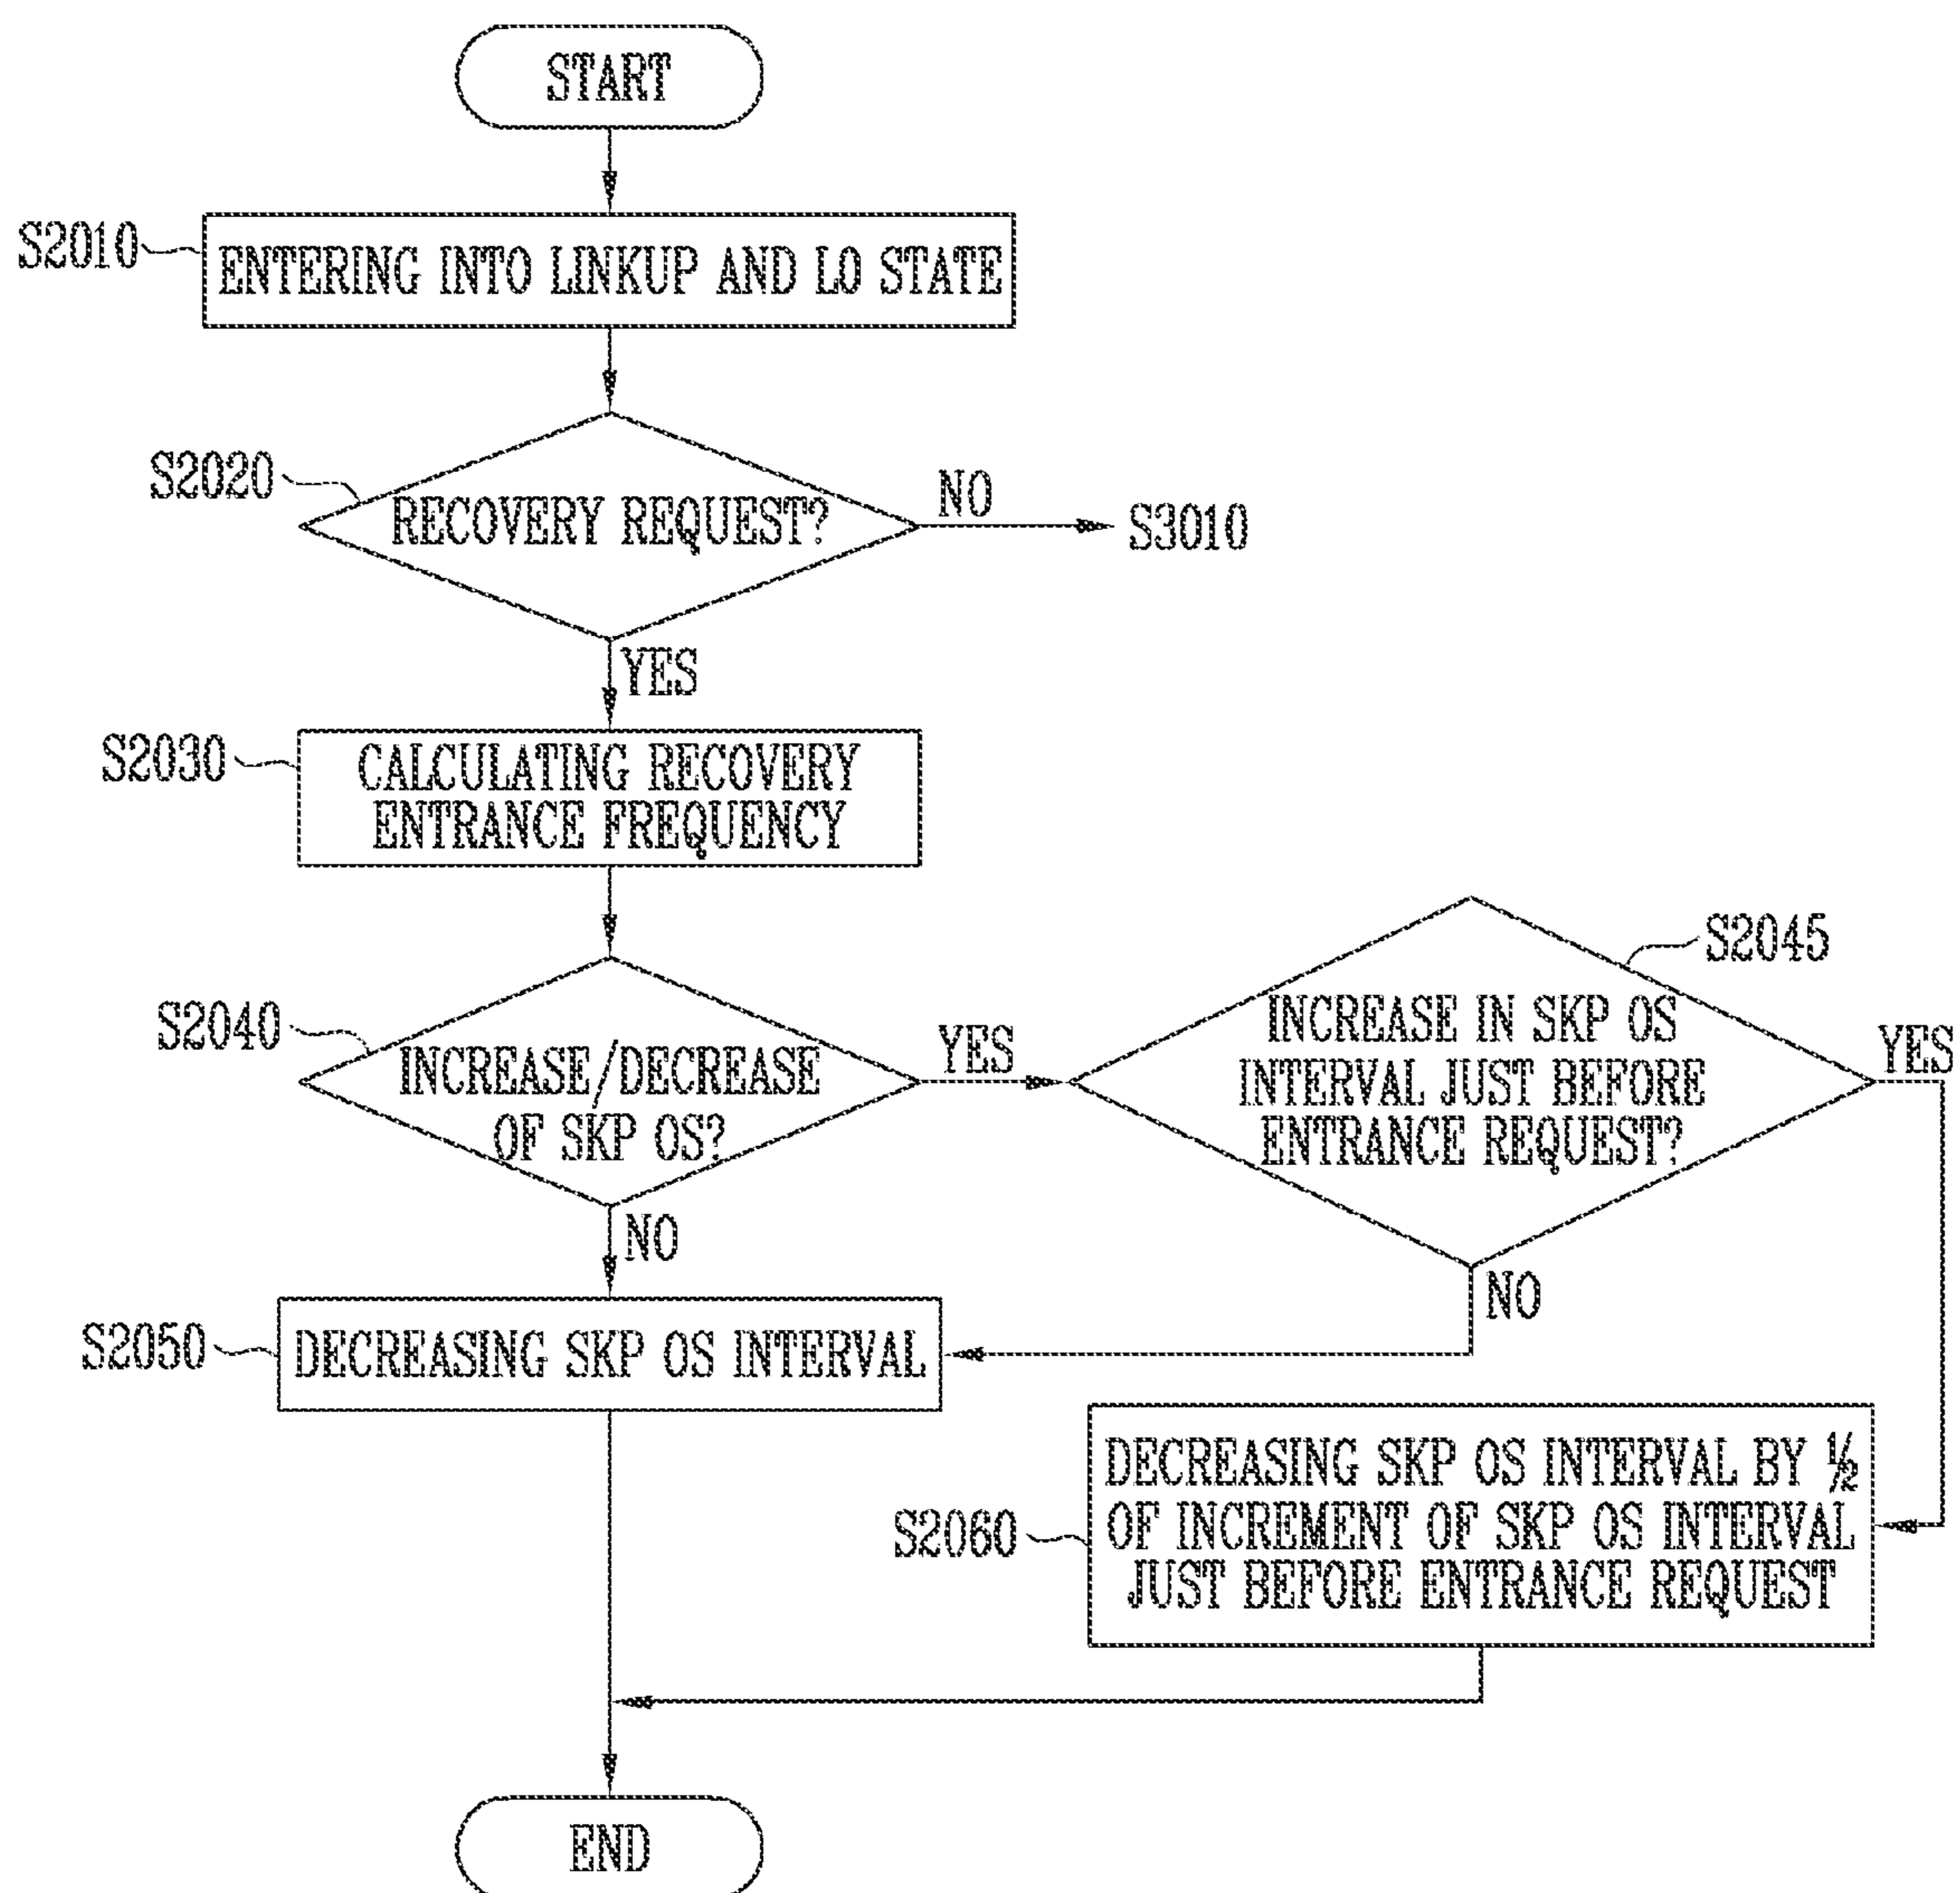 START
S2010
ENTERING INTO LINKUP AND L0 STATE
S2020
RECOVERY REQUEST?
NO
S3010
YES
S2030
CALCULATING RECOVERY
ENTRANCE FREQUENCY
S2040
INCREASE/DECREASE
OF SKP OS?
YES
S2045
INCREASE IN SKP OS
INTERVAL JUST BEFORE
ENTRANCE REQUEST?
YES
NO
NO
S2050
DECREASING SKP OS INTERVAL
S2060
DECREASING SKP OS INTERVAL BY ½
OF INCREMENT OF SKP OS INTERVAL
JUST BEFORE ENTRANCE REQUEST
END